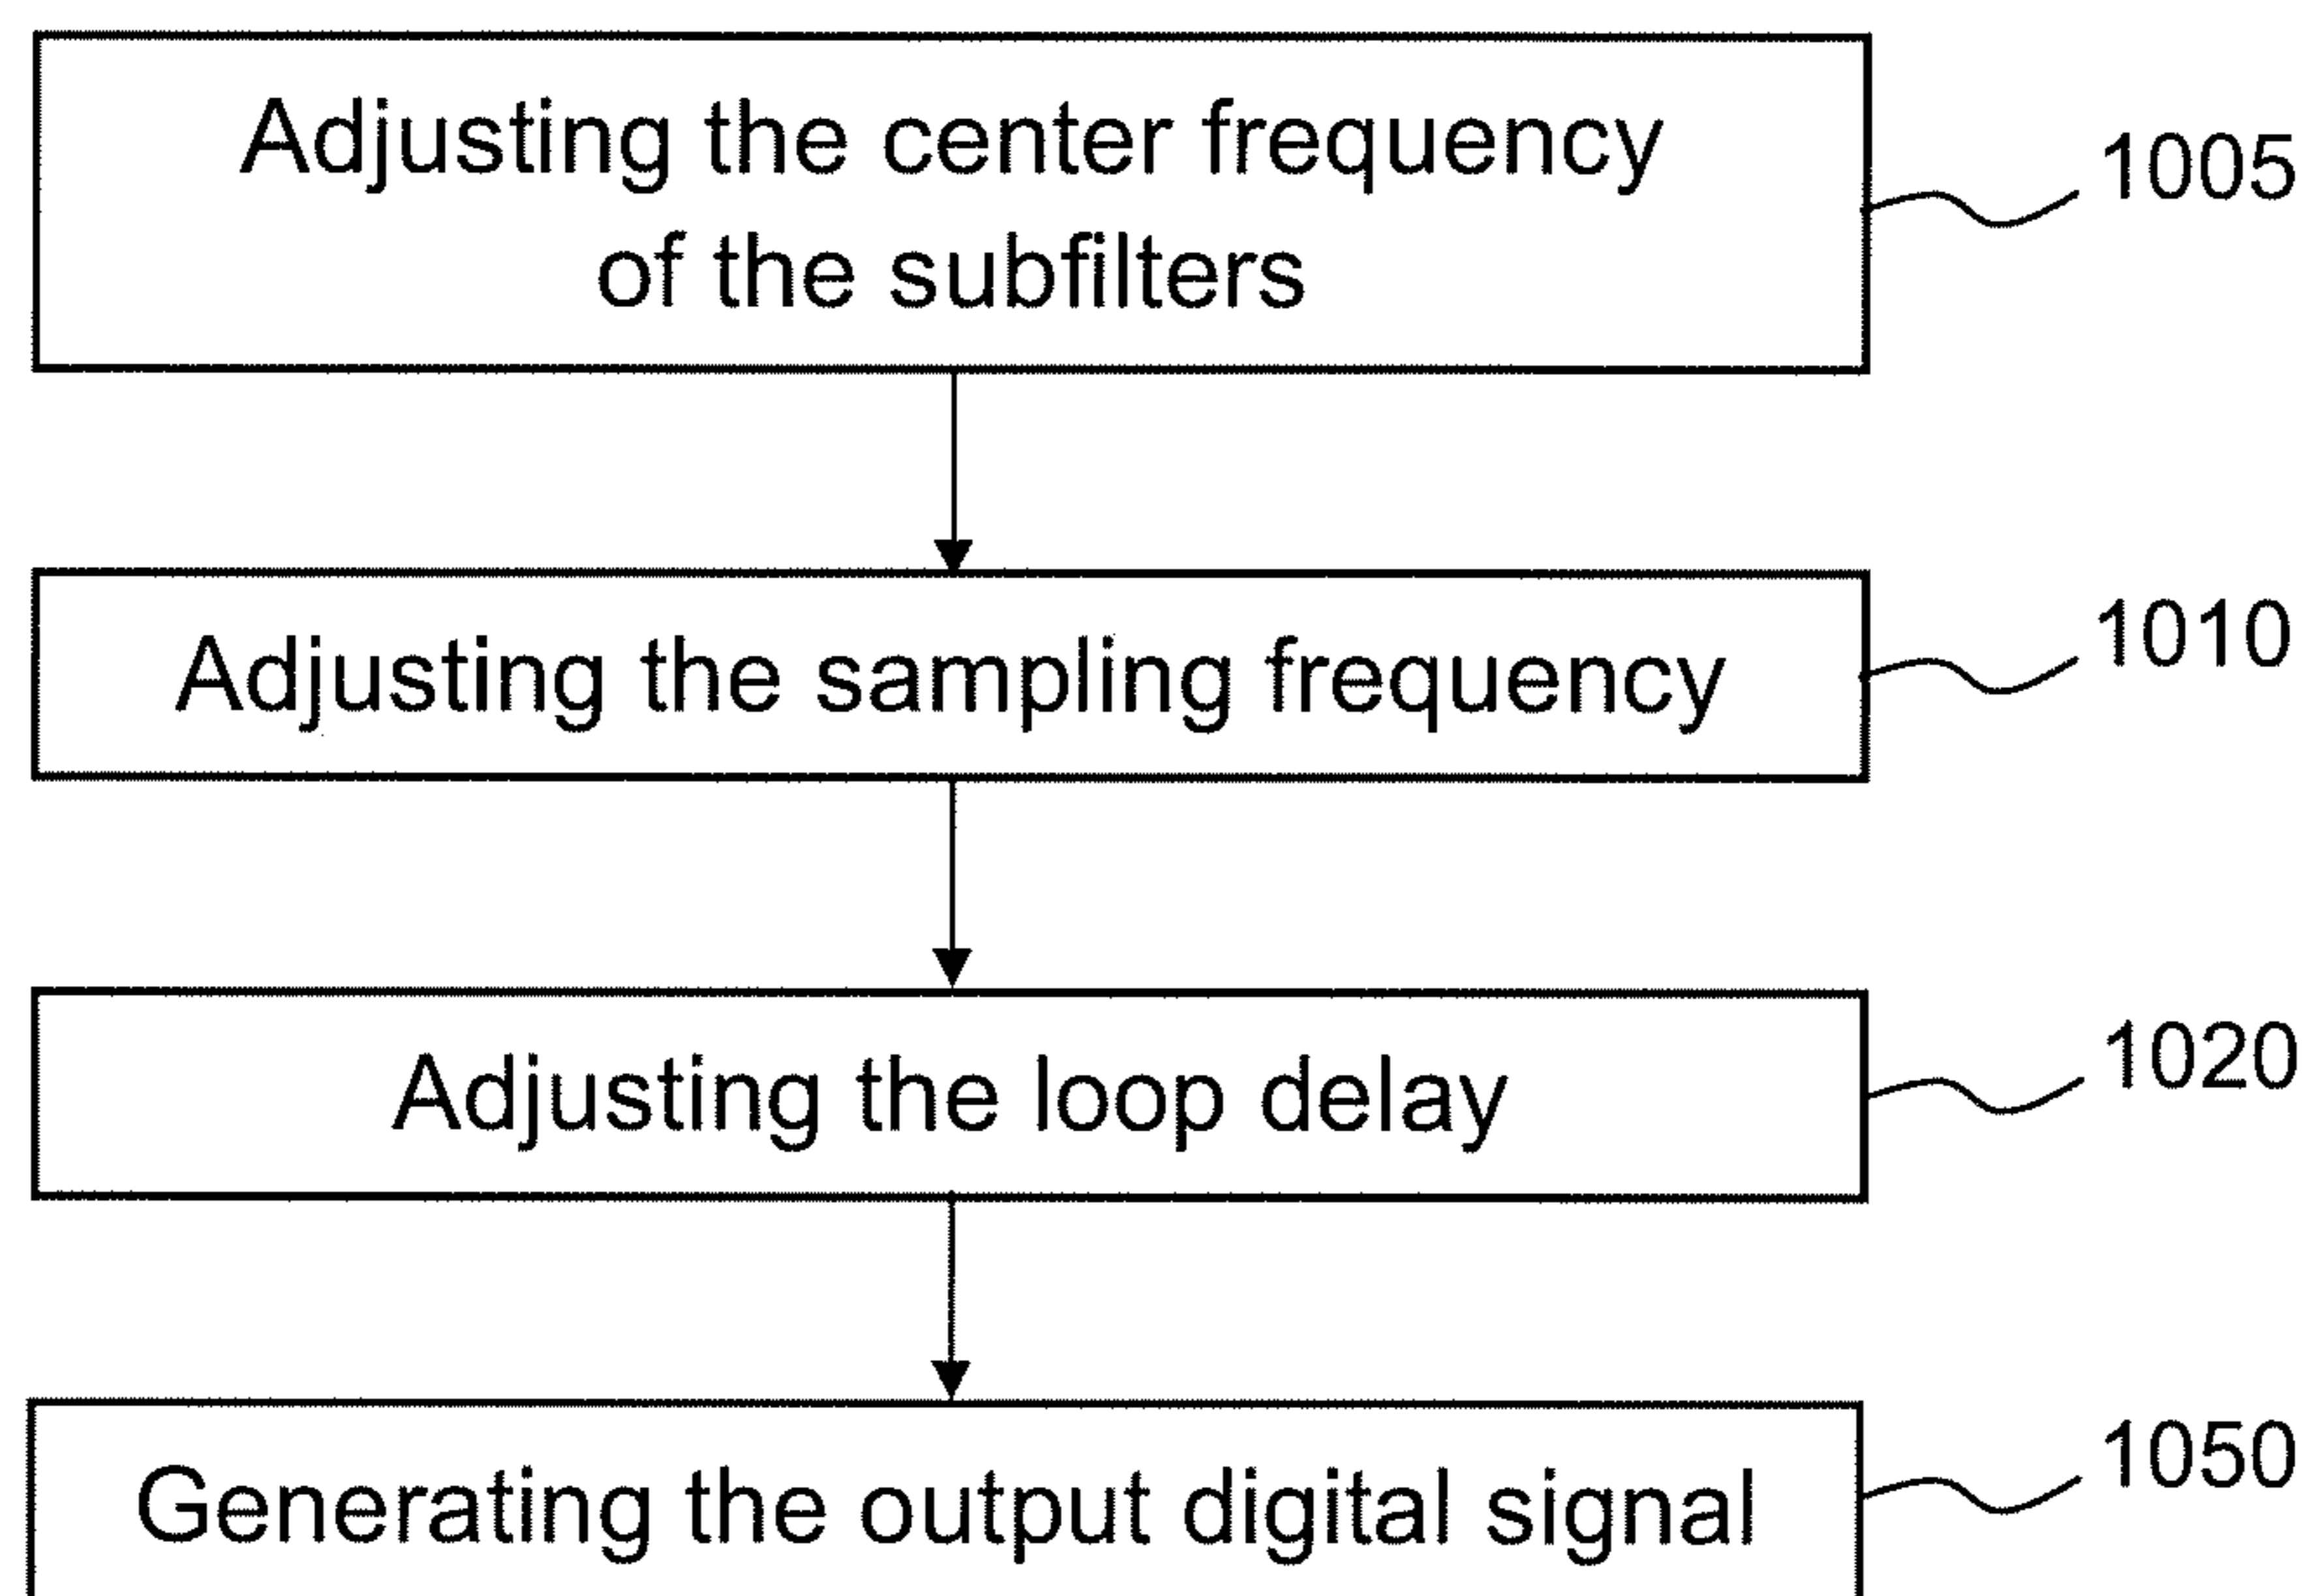 Adjusting the center frequency
of the subfilters
1005
Adjusting the sampling frequency
1010
Adjusting the loop delay
1020
Generating the output digital signal
1050